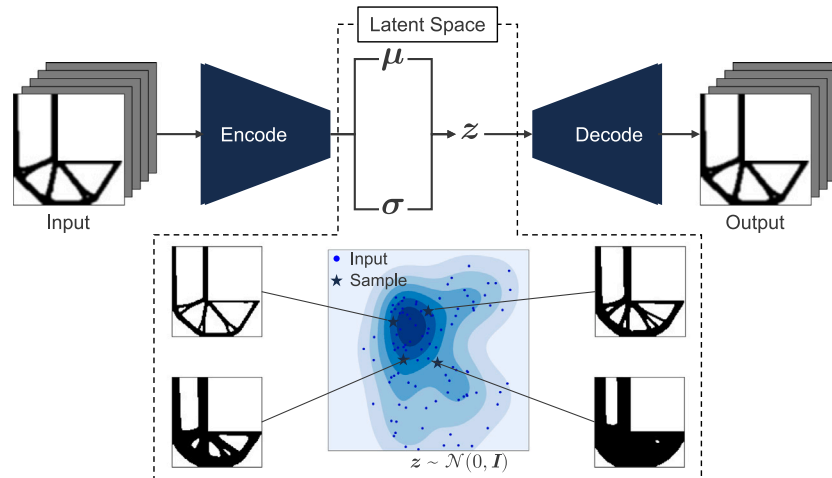 Latent Space
μ
Encode
z
Decode
σ
Input
Output
Input
Sample
z ~ N(0, I)